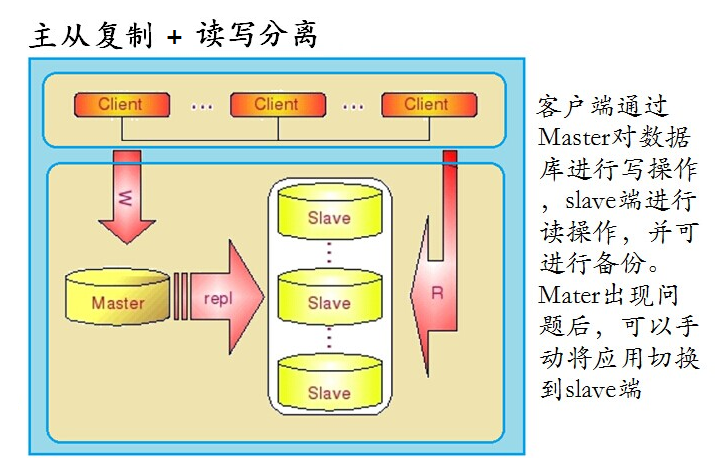 主从复制 + 读写分离
Client ... Client ... Client
W
Slave
Master
repl
Slave
R
Slave
客户端通过
Master对数据
库进行写操作
，slave端进行
读操作，并可
进行备份。
Mater出现问
题后，可以手
动将应用切换
到slave端